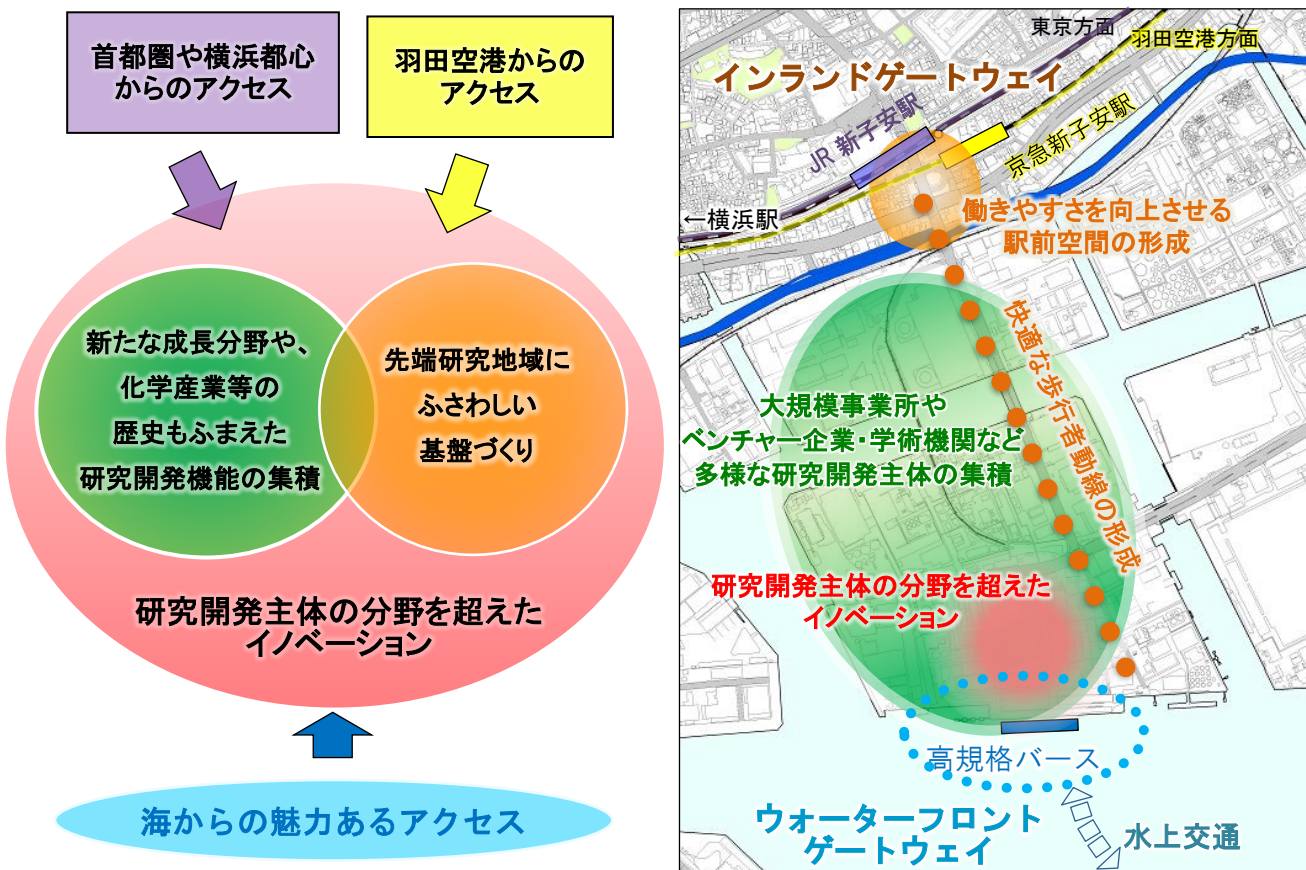 首都圏や横浜都心
からのアクセス
羽田空港からの
アクセス
新たな成長分野や、
化学産業等の
歴史もふまえた
研究開発機能の集積
先端研究地域に
ふさわしい
基盤づくり
研究開発主体の分野を超えた
イノベーション
海からの魅力あるアクセス
東京方面
羽田空港方面
インランドゲートウェイ
JR 新子安駅
京急新子安駅
←横浜駅
働きやすさを向上させる
駅前空間の形成
快適な歩行者動線の形成
大規模事業所や
ベンチャー企業・学術機関など
多様な研究開発主体の集積
研究開発主体の分野を超えた
イノベーション
高規格バース
ウォーターフロント
ゲートウェイ
水上交通